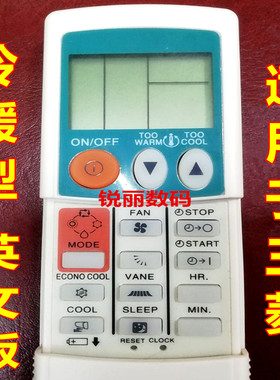 冷暖型 英文版
适用于三菱
ON/OFF
TOO WARM
TOO COOL
锐丽数码
MODE
FAN
STOP
START
ECONO COOL
VANE
HR.
COOL
SLEEP
MIN.
RESET CLOCK